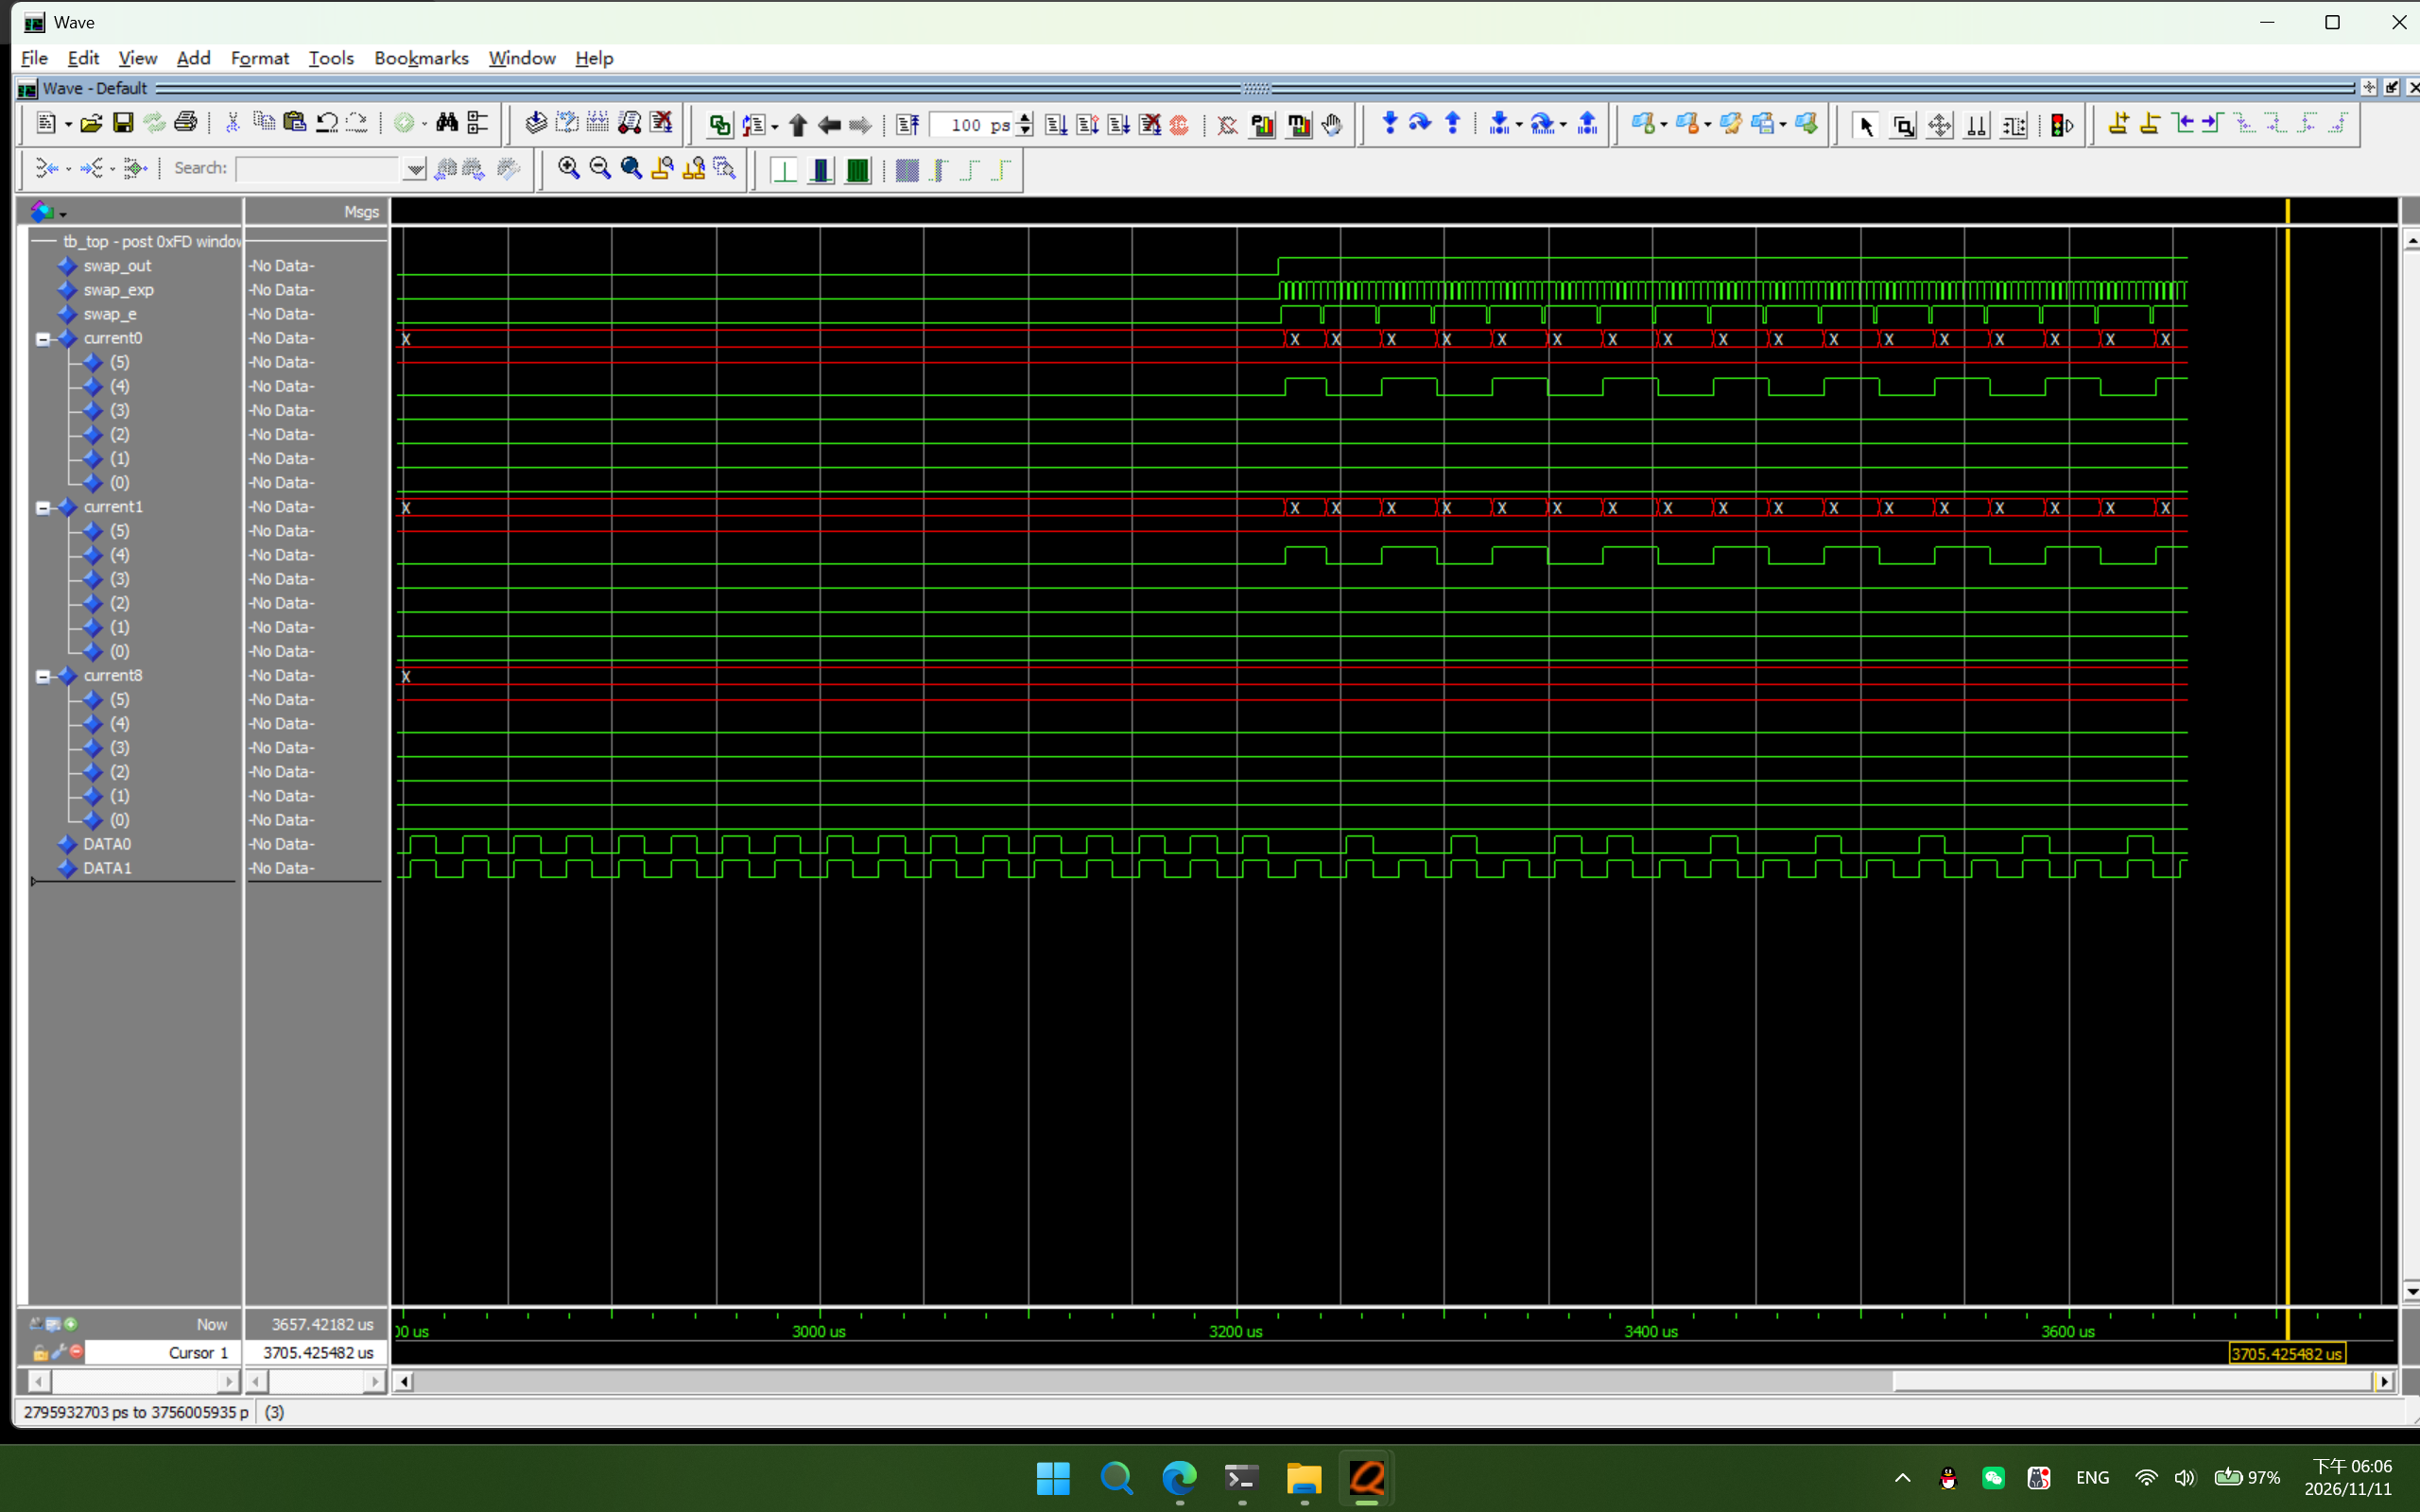 Wave
File Edit View Add Format Tools Bookmarks Window Help
Wave - Default
100 ps
Search:
Msgs
tb_top - post 0xFD window
swap_out -No Data-
swap_exp -No Data-
swap_e -No Data-
current0 -No Data- X X X X X X X X X X X X X X X X X X
(5) -No Data-
(4) -No Data-
(3) -No Data-
(2) -No Data-
(1) -No Data-
(0) -No Data-
current1 -No Data- X X X X X X X X X X X X X X X X X X
(5) -No Data-
(4) -No Data-
(3) -No Data-
(2) -No Data-
(1) -No Data-
(0) -No Data-
current8 -No Data- X
(5) -No Data-
(4) -No Data-
(3) -No Data-
(2) -No Data-
(1) -No Data-
(0) -No Data-
DATA0 -No Data-
DATA1 -No Data-
Now 3657.42182 us 00 us 3000 us 3200 us 3400 us 3600 us
Cursor 1 3705.425482 us 3705.425482 us
2795932703 ps to 3756005935 p (3)
ENG 97% 下午 06:06
2026/11/11